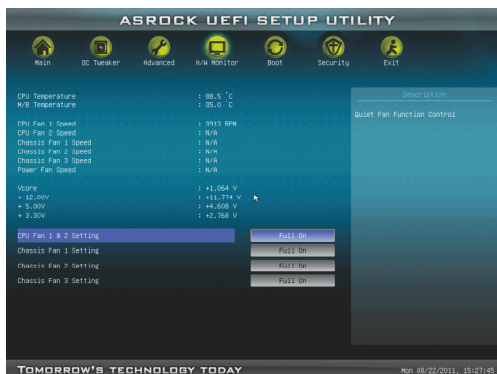 ASROCK UEFI SETUP UTILITY
Main OC Tweaker Advanced H/W Monitor Boot Security Exit
CPU Temperature : 88.5 °C
M/B Temperature : 35.0 °C
CPU Fan 1 Speed : 3913 RPM
CPU Fan 2 Speed : N/A
Chassis Fan 1 Speed : N/A
Chassis Fan 2 Speed : N/A
Chassis Fan 3 Speed : N/A
Power Fan Speed : N/A
Vcore : +1.064 V
+ 12.00V : +11.774 V
+ 5.00V : +4.608 V
+ 3.30V : +2.768 V
CPU Fan 1 & 2 Setting Full On
Chassis Fan 1 Setting Full On
Chassis Fan 2 Setting Full On
Chassis Fan 3 Setting Full On
Description
Quiet Fan Function Control
TOMORROW'S TECHNOLOGY TODAY
Mon 08/22/2011, 15:27:45